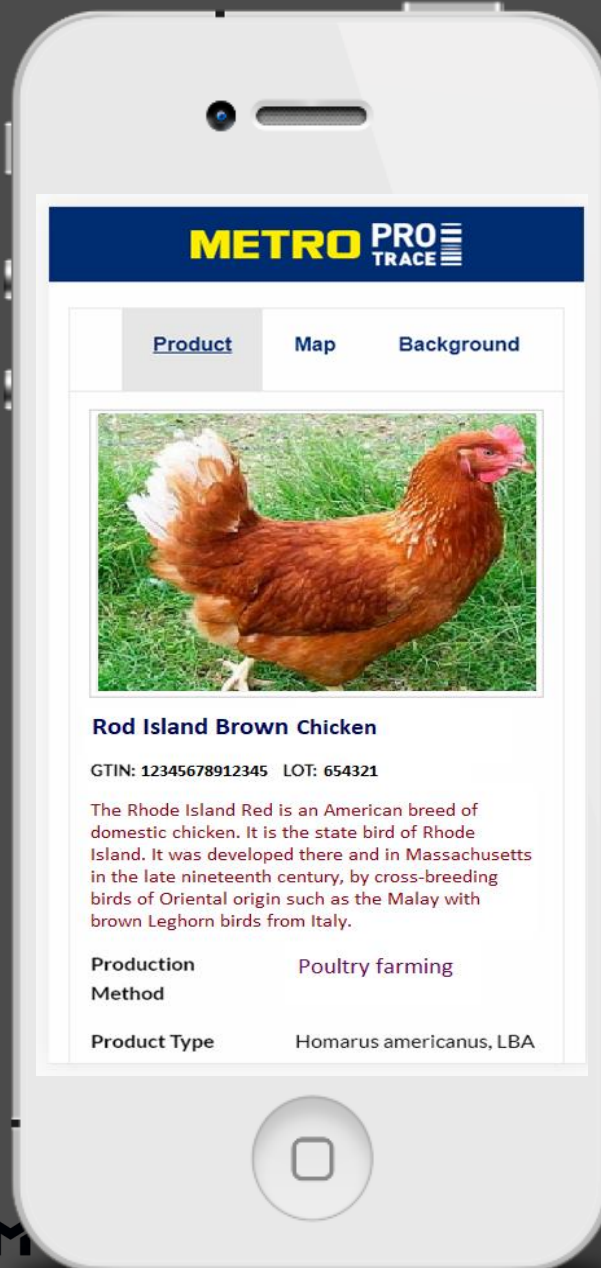 METRO PRO TRACE
Product Map Background
Rod Island Brown Chicken
GTIN: 12345678912345 LOT: 654321
The Rhode Island Red is an American breed of
domestic chicken. It is the state bird of Rhode
Island. It was developed there and in Massachusetts
in the late nineteenth century, by cross-breeding
birds of Oriental origin such as the Malay with
brown Leghorn birds from Italy.
Production Poultry farming
Method
Product Type Homarus americanus, LBA
M